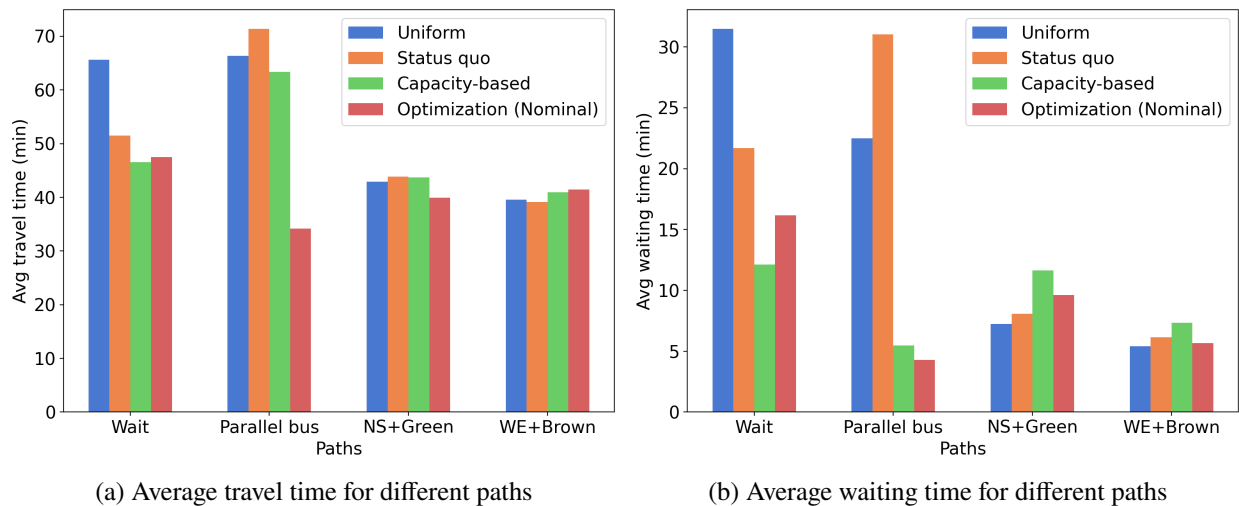 Avg travel time (min)
70
60
50
40
30
20
10
0
Uniform
Status quo
Capacity-based
Optimization (Nominal)
Wait Parallel bus NS+Green WE+Brown
Paths
(a) Average travel time for different paths
Avg waiting time (min)
30
25
20
15
10
5
0
Uniform
Status quo
Capacity-based
Optimization (Nominal)
Wait Parallel bus NS+Green WE+Brown
Paths
(b) Average waiting time for different paths